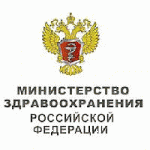 МИНИСТЕРСТВО
ЗДРАВООХРАНЕНИЯ
РОССИЙСКОЙ
ФЕДЕРАЦИИ